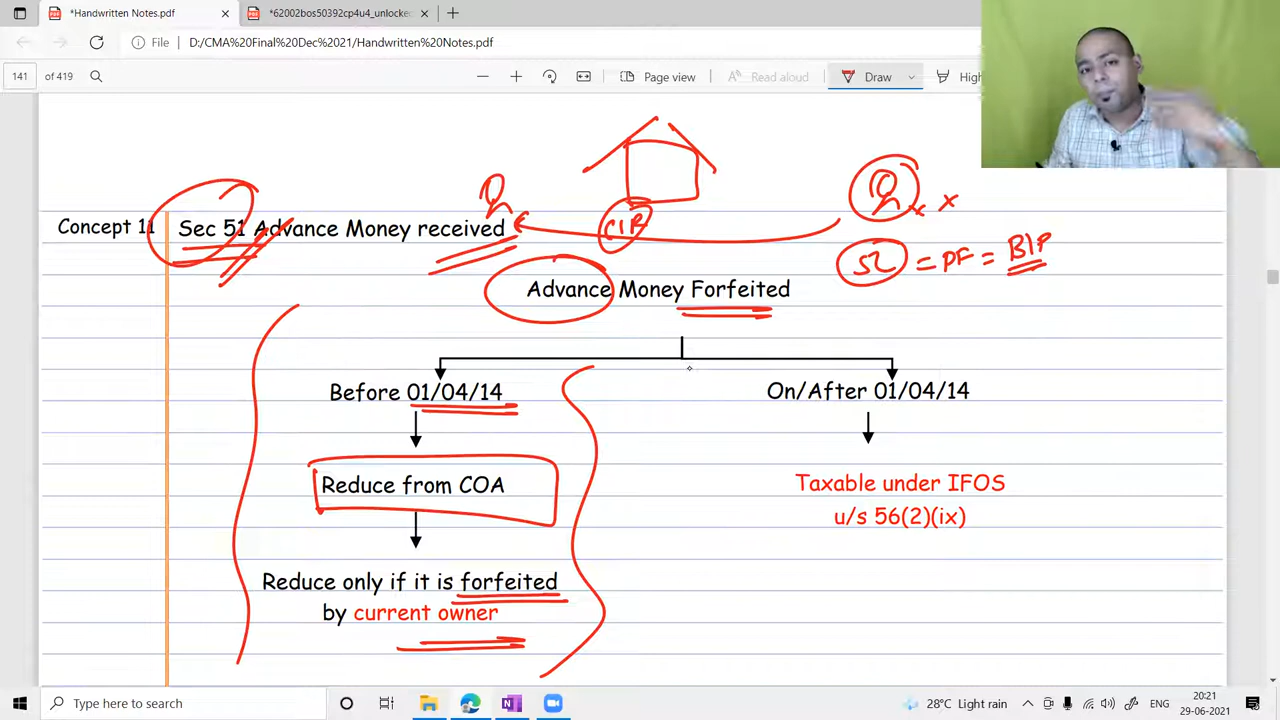 *Handwritten Notes.pdf
*62002bos50392cp4u4_unlocked
File D:/CMA%20Final%20Dec%2021/Handwritten%20Notes.pdf
141 of 419
Page view
Read aloud
Draw
High
Concept 11
Sec 51 Advance Money received
= PF =
Advance Money Forfeited
Before 01/04/14
On/After 01/04/14
Reduce from COA
Taxable under IFOS
u/s 56(2)(ix)
Reduce only if it is forfeited
by current owner
Type here to search
28°C Light rain
ENG
20:21
29-06-2021